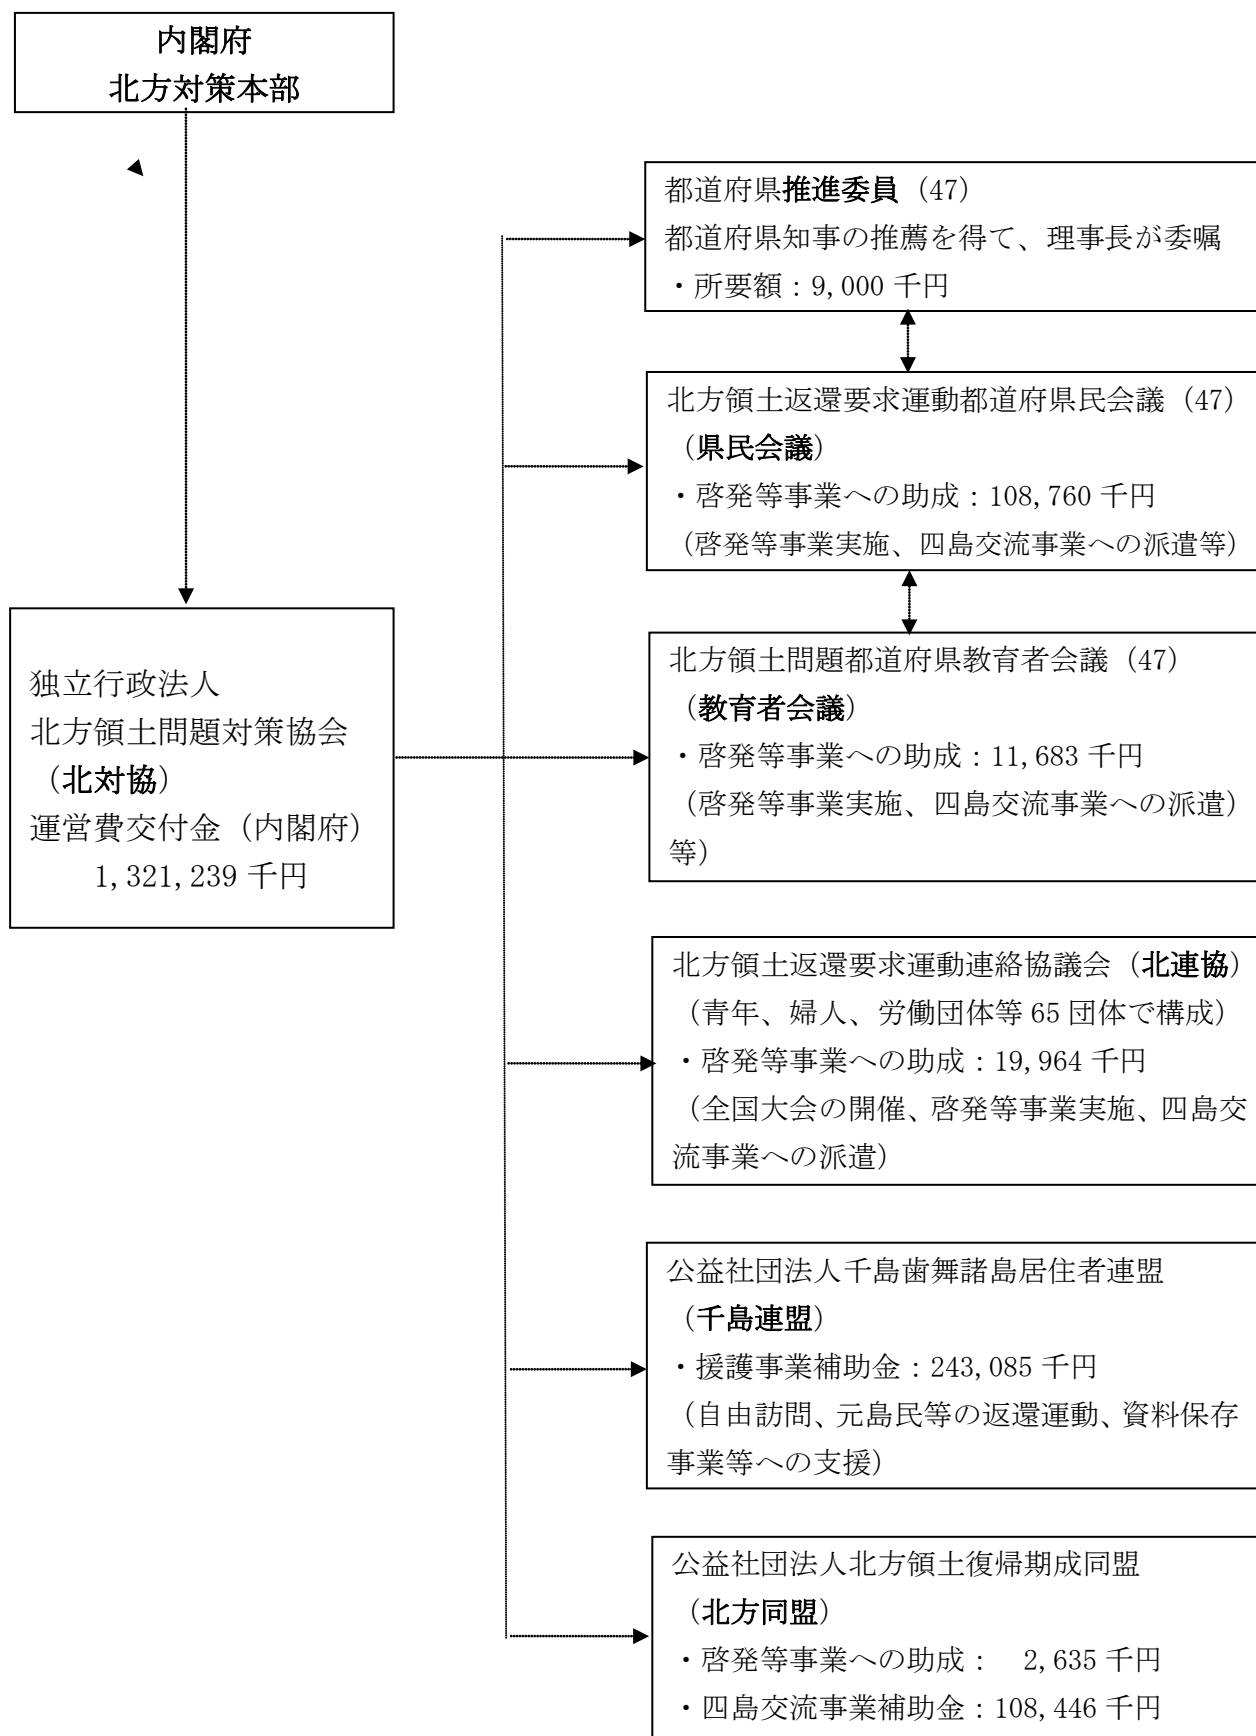 内閣府
北方対策本部
都道府県推進委員（47）
都道府県知事の推薦を得て、理事長が委嘱
・所要額：9,000 千円
北方領土返還要求運動都道府県民会議（47）
（県民会議）
・啓発等事業への助成：108,760 千円
（啓発等事業実施、四島交流事業への派遣等）
独立行政法人
北方領土問題対策協会
（北対協）
運営費交付金（内閣府）
1,321,239 千円
北方領土問題都道府県教育者会議（47）
（教育者会議）
・啓発等事業への助成：11,683 千円
（啓発等事業実施、四島交流事業への派遣）
等）
北方領土返還要求運動連絡協議会（北連協）
（青年、婦人、労働団体等 65 団体で構成）
・啓発等事業への助成：19,964 千円
（全国大会の開催、啓発等事業実施、四島交
流事業への派遣）
公益社団法人千島歯舞諸島居住者連盟
（千島連盟）
・援護事業補助金：243,085 千円
（自由訪問、元島民等の返還運動、資料保存
事業等への支援）
公益社団法人北方領土復帰期成同盟
（北方同盟）
・啓発等事業への助成：　2,635 千円
・四島交流事業補助金：108,446 千円